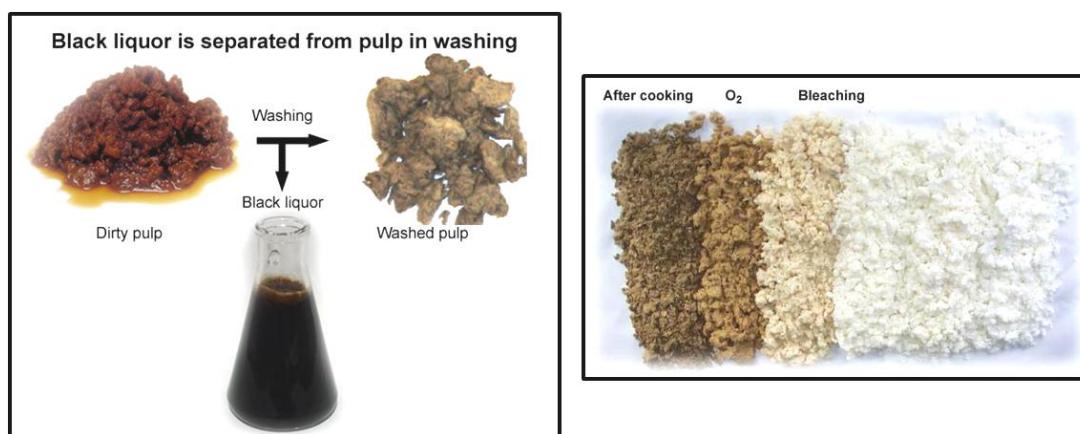 Black liquor is separated from pulp in washing
Washing
Black liquor
Dirty pulp
Washed pulp
After cooking O₂ Bleaching